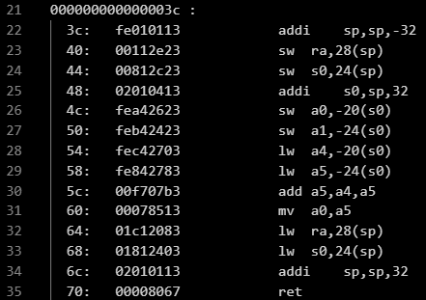 21 000000000000003c :
22 3c: fe010113 addi sp,sp,-32
23 40: 00112e23 sw ra,28(sp)
24 44: 00812c23 sw s0,24(sp)
25 48: 02010413 addi s0,sp,32
26 4c: fea42623 sw a0,-20(s0)
27 50: feb42423 sw a1,-24(s0)
28 54: fec42703 lw a4,-20(s0)
29 58: fe842783 lw a5,-24(s0)
30 5c: 00f707b3 add a5,a4,a5
31 60: 00078513 mv a0,a5
32 64: 01c12083 lw ra,28(sp)
33 68: 01812403 lw s0,24(sp)
34 6c: 02010113 addi sp,sp,32
35 70: 00008067 ret